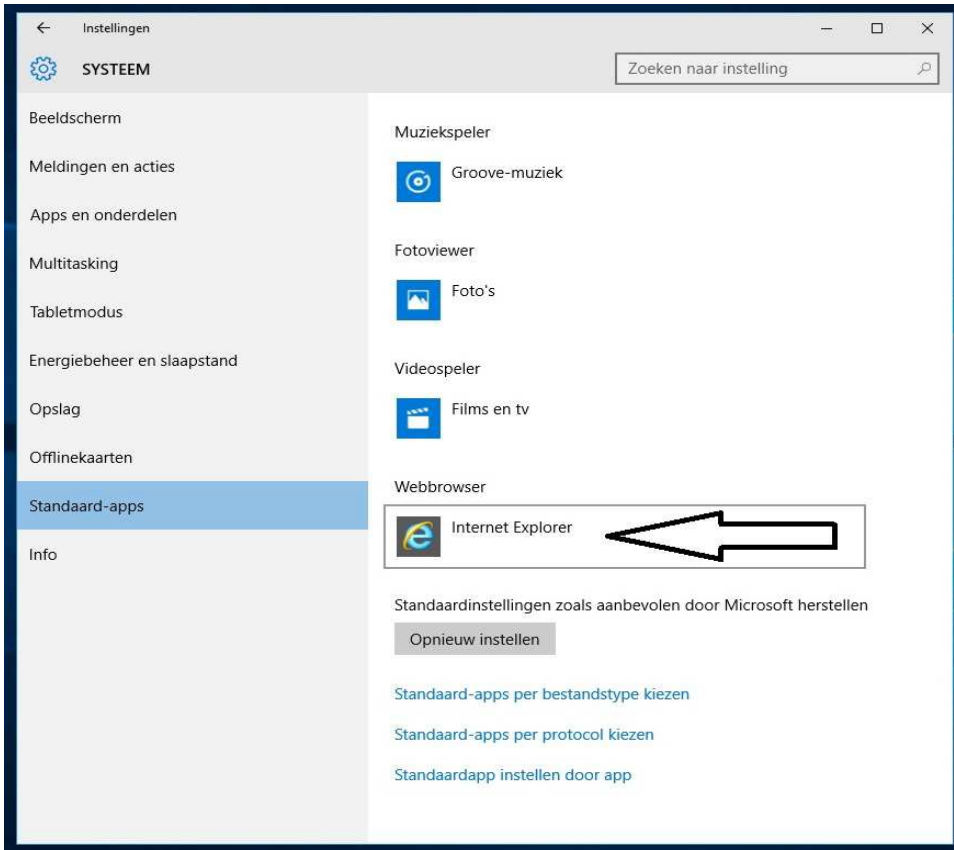 Instellingen
SYSTEEM
Zoeken naar instelling
Beeldscherm
Meldingen en acties
Apps en onderdelen
Multitasking
Tabletmodus
Energiebeheer en slaapstand
Opslag
Offlinekaarten
Standaard-apps
Info
Muziekspeler
Groove-muziek
Fotoviewer
Foto's
Videospeler
Films en tv
Webbrowser
Internet Explorer
Standaardinstellingen zoals aanbevolen door Microsoft herstellen
Opnieuw instellen
Standaard-apps per bestandstype kiezen
Standaard-apps per protocol kiezen
Standaardapp instellen door app